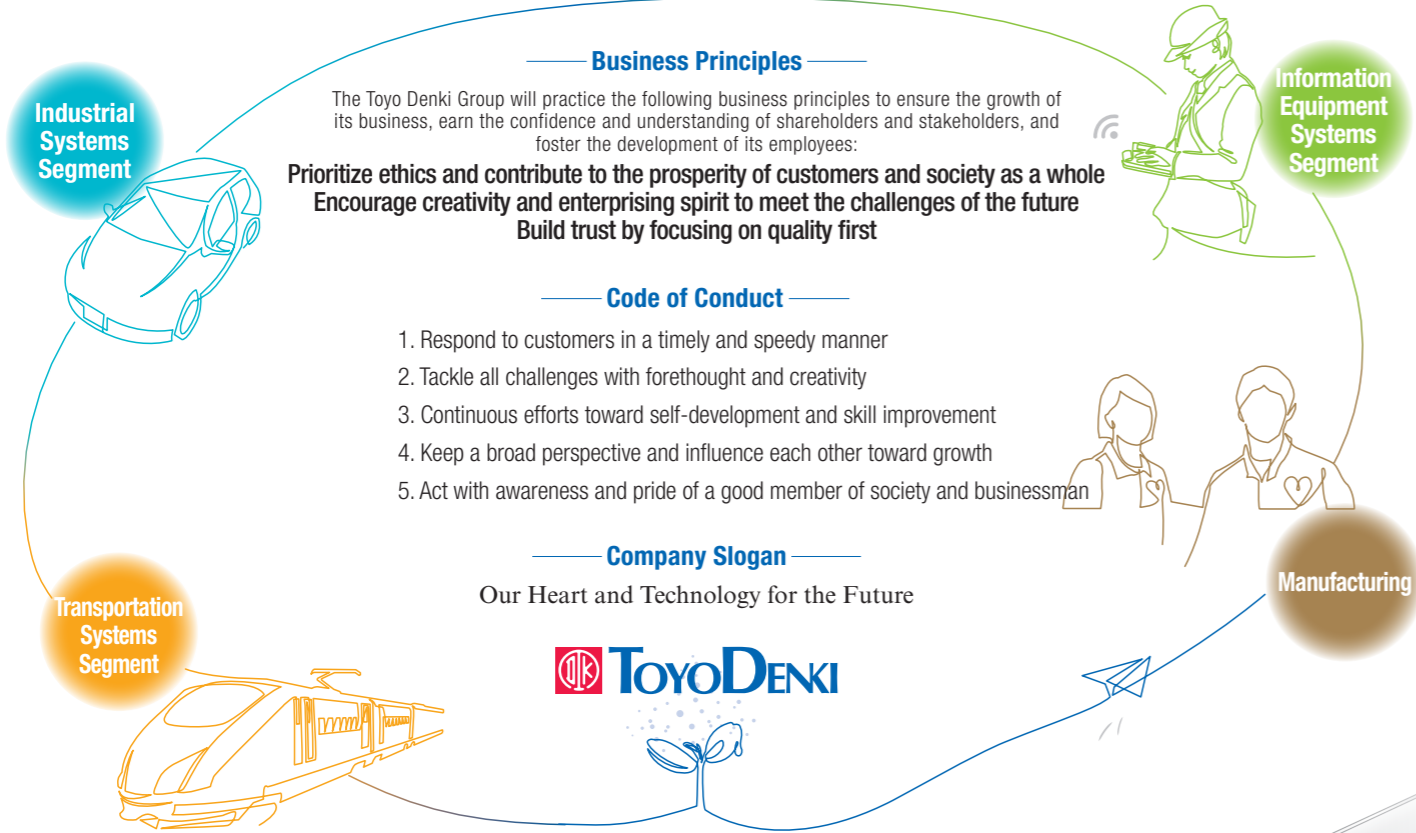 Business Principles
The Toyo Denki Group will practice the following business principles to ensure the growth of
its business, earn the confidence and understanding of shareholders and stakeholders, and
foster the development of its employees:
Prioritize ethics and contribute to the prosperity of customers and society as a whole
Encourage creativity and enterprising spirit to meet the challenges of the future
Build trust by focusing on quality first
Industrial
Systems
Segment
Information
Equipment
Systems
Segment
Code of Conduct
1. Respond to customers in a timely and speedy manner
2. Tackle all challenges with forethought and creativity
3. Continuous efforts toward self-development and skill improvement
4. Keep a broad perspective and influence each other toward growth
5. Act with awareness and pride of a good member of society and businessman
Company Slogan
Our Heart and Technology for the Future
Transportation
Systems
Segment
Manufacturing
TOYO DENKI